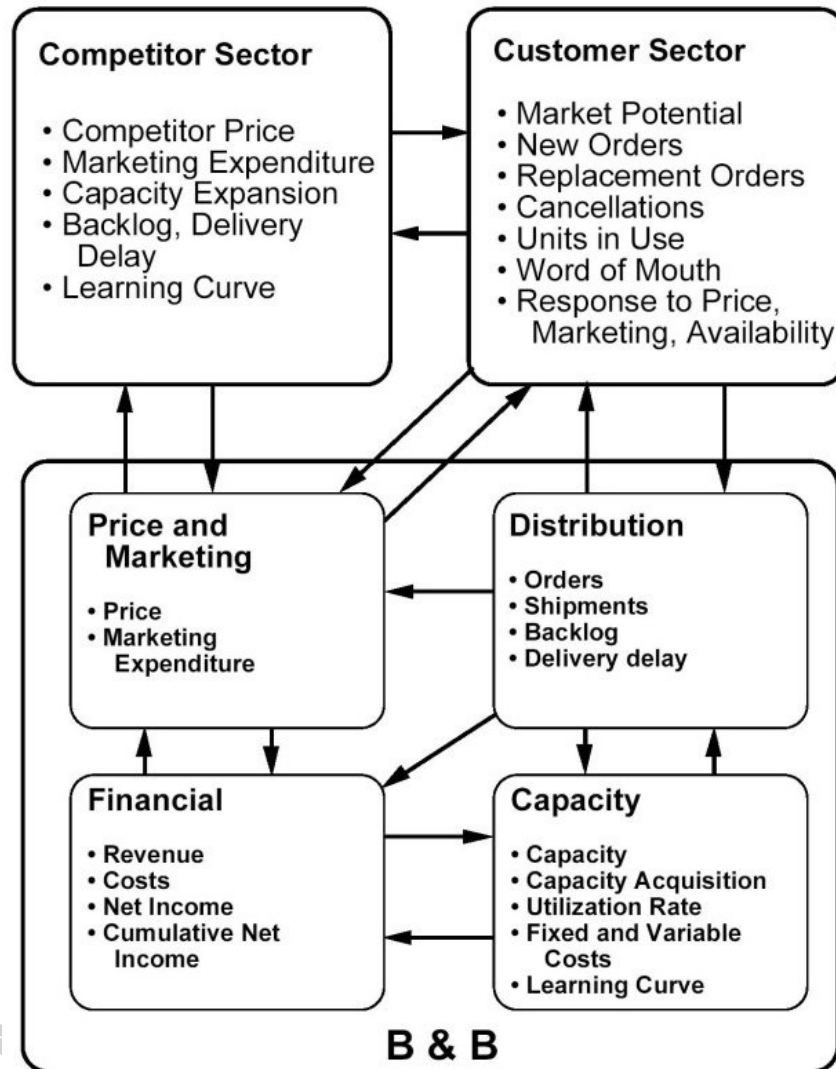 Competitor Sector
• Competitor Price
• Marketing Expenditure
• Capacity Expansion
• Backlog, Delivery
Delay
• Learning Curve
Customer Sector
• Market Potential
• New Orders
• Replacement Orders
• Cancellations
• Units in Use
• Word of Mouth
• Response to Price,
Marketing, Availability
Price and
Marketing
• Price
• Marketing
Expenditure
Distribution
• Orders
• Shipments
• Backlog
• Delivery delay
Financial
• Revenue
• Costs
• Net Income
• Cumulative Net
Income
Capacity
• Capacity
• Capacity Acquisition
• Utilization Rate
• Fixed and Variable
Costs
• Learning Curve
B & B